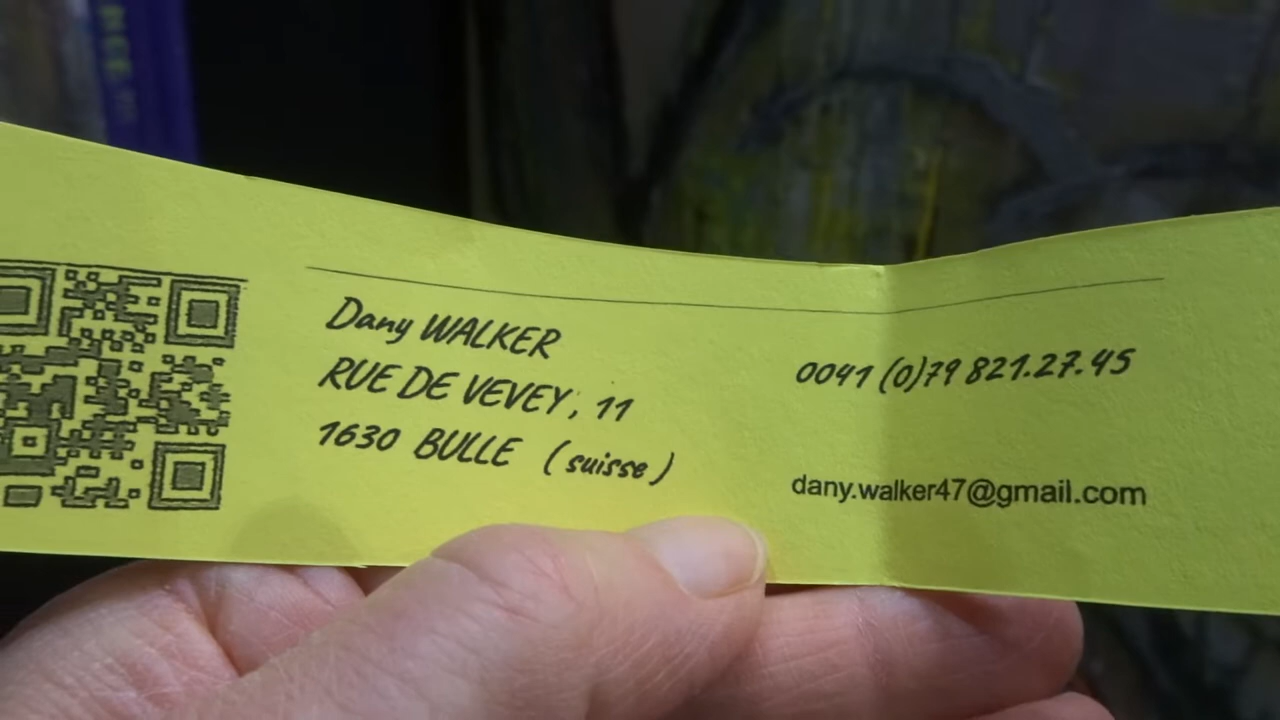 Dany WALKER
RUE DE VEVEY, 11
1630 BULLE (suisse)
0041 (0)79 821.27.45
dany.walker47@gmail.com